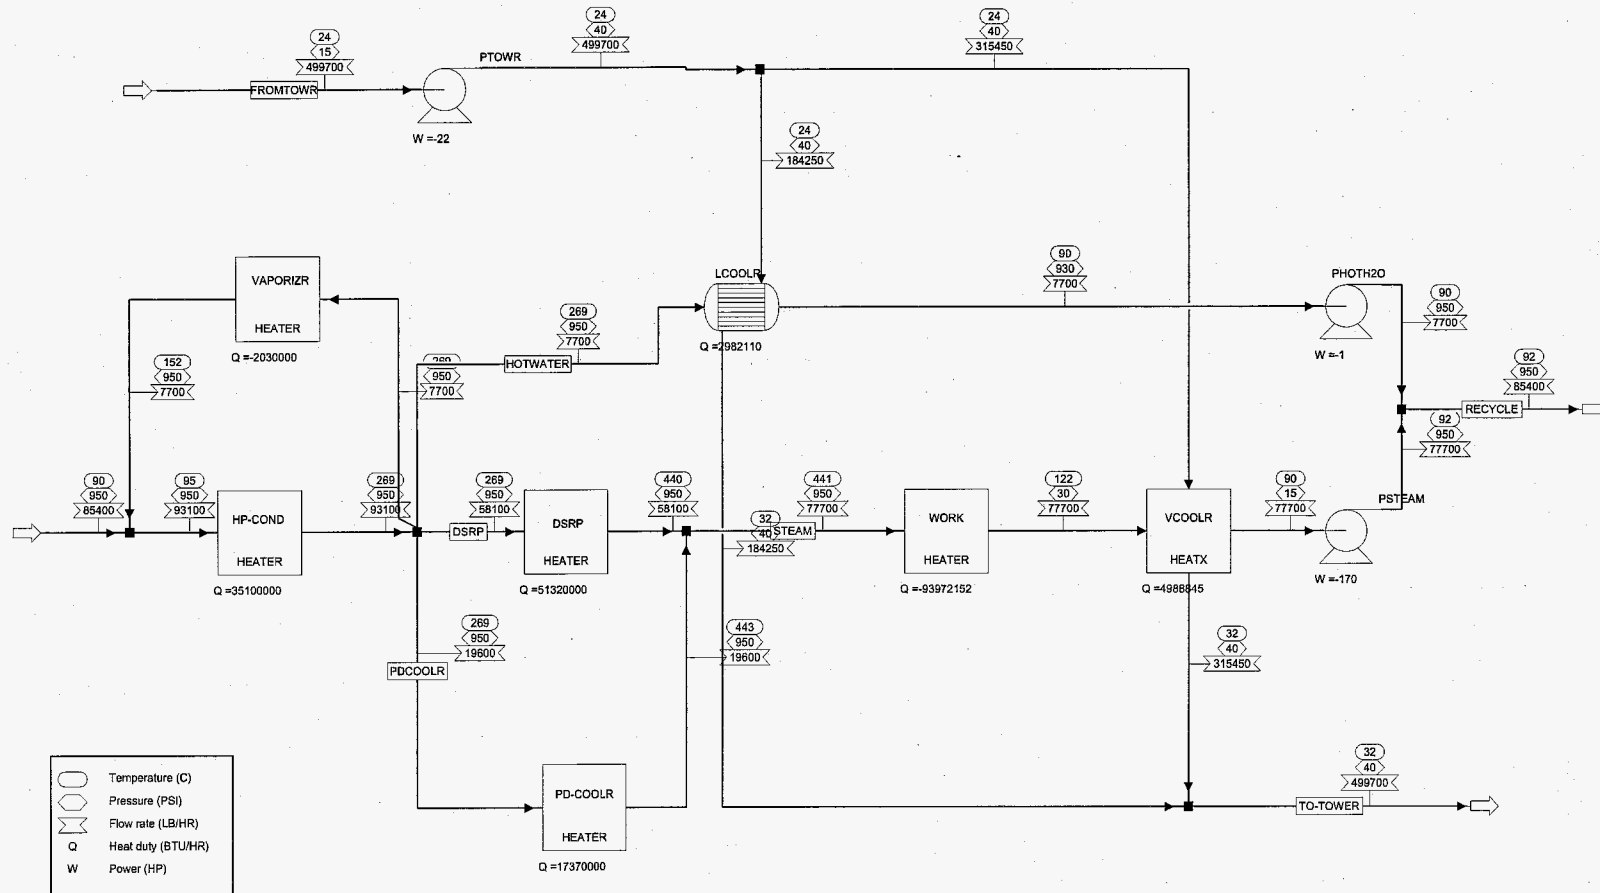 24
15
499700
FROMTOWR
W =-22
PTOWR
24
40
499700
24
40
315450
24
40
184250
VAPORIZR
HEATER
Q =-2030000
152
950
7700
950
7700
HOTWATER
269
950
7700
LCOOLR
Q =2982110
90
930
7700
PHOTH2O
W =-1
90
950
7700
92
950
85400
RECYCLE
92
950
77700
90
950
85400
95
950
93100
HP-COND
HEATER
Q =35100000
269
950
93100
DSRP
269
950
58100
DSRP
HEATER
Q =51320000
440
950
58100
32
40
184250
STEAM
441
950
77700
WORK
HEATER
Q =-93972152
122
30
77700
VCOOLR
HEATX
Q =4988845
90
15
77700
PSTEAM
W =-170
269
950
19600
PDCOOLR
443
950
19600
32
40
315450
PD-COOLR
HEATER
Q =17370000
32
40
499700
TO-TOWER
Temperature (C)
Pressure (PSI)
Flow rate (LB/HR)
Q Heat duty (BTU/HR)
W Power (HP)